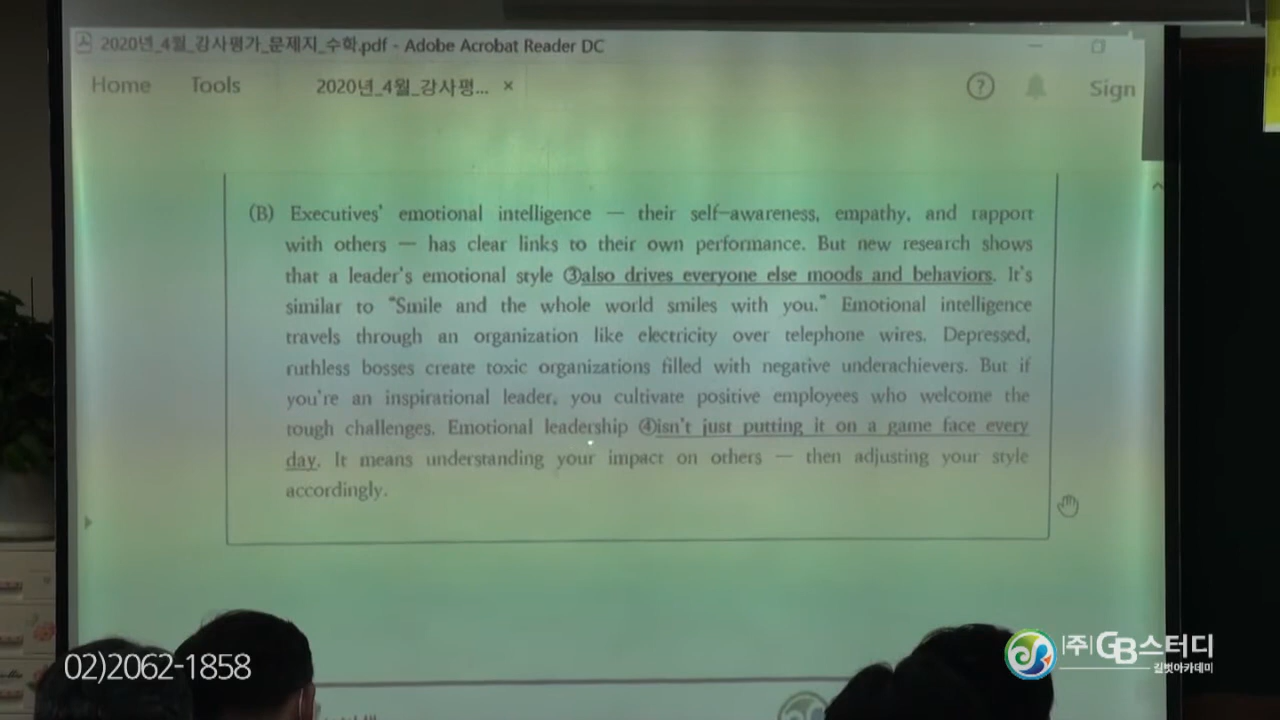 2020년_4월_강사평가_문제지_수학.pdf - Adobe Acrobat Reader DC
Home Tools 2020년_4월_강사평... × ? Sign
(B) Executives' emotional intelligence — their self-awareness, empathy, and rapport
with others — has clear links to their own performance. But new research shows
that a leader's emotional style ③also drives everyone else moods and behaviors. It's
similar to "Smile and the whole world smiles with you." Emotional intelligence
travels through an organization like electricity over telephone wires. Depressed,
ruthless bosses create toxic organizations filled with negative underachievers. But if
you're an inspirational leader, you cultivate positive employees who welcome the
tough challenges. Emotional leadership ④isn't just putting it on a game face every
day. It means understanding your impact on others — then adjusting your style
accordingly.
02)2062-1858
(주)GB스터디
길벗아카데미